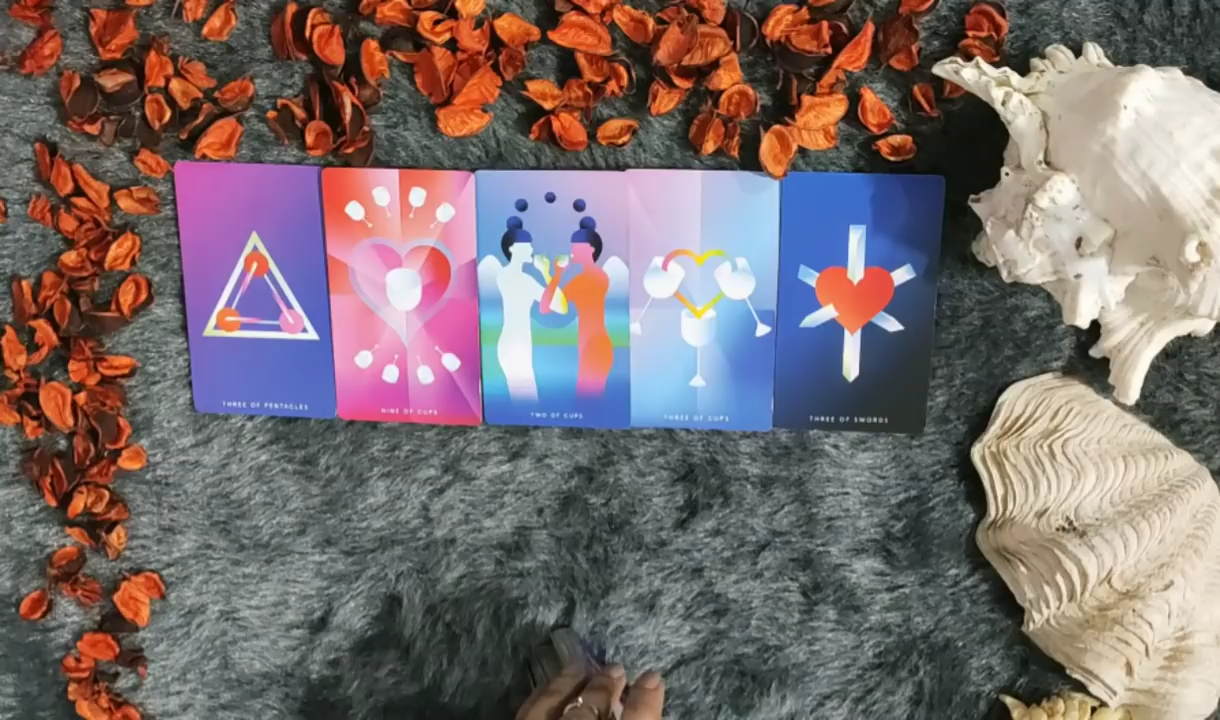 THREE OF PENTACLES
NINE OF CUPS
TWO OF CUPS
THREE OF CUPS
THREE OF SWORDS